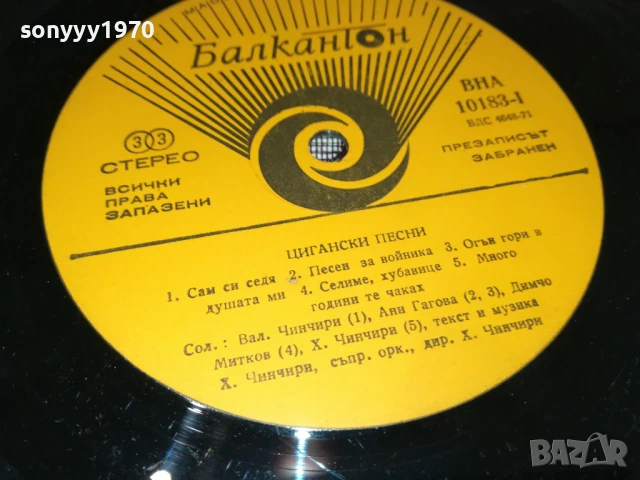 sonyyy1970
Балкантон
ВНА
10183-I
БДС 4668-71
33
СТЕРЕО
ПРЕЗАПИСЪТ
ЗАБРАНЕН
ВСИЧКИ
ПРАВА
ЗАПАЗЕНИ
ЦИГАНСКИ ПЕСНИ
1. Сам си седя 2. Песен за войника 3. Огън гори в
душата ми 4. Селиме, хубавице 5. Много
години те чаках
Сол.: Вал. Чинчири (1), Ани Гагова (2, 3), Димчо
Митков (4), Х. Чинчири (5), текст и музика
Х. Чинчири, съпр. орк., дир. Х. Чинчири
BAZAR